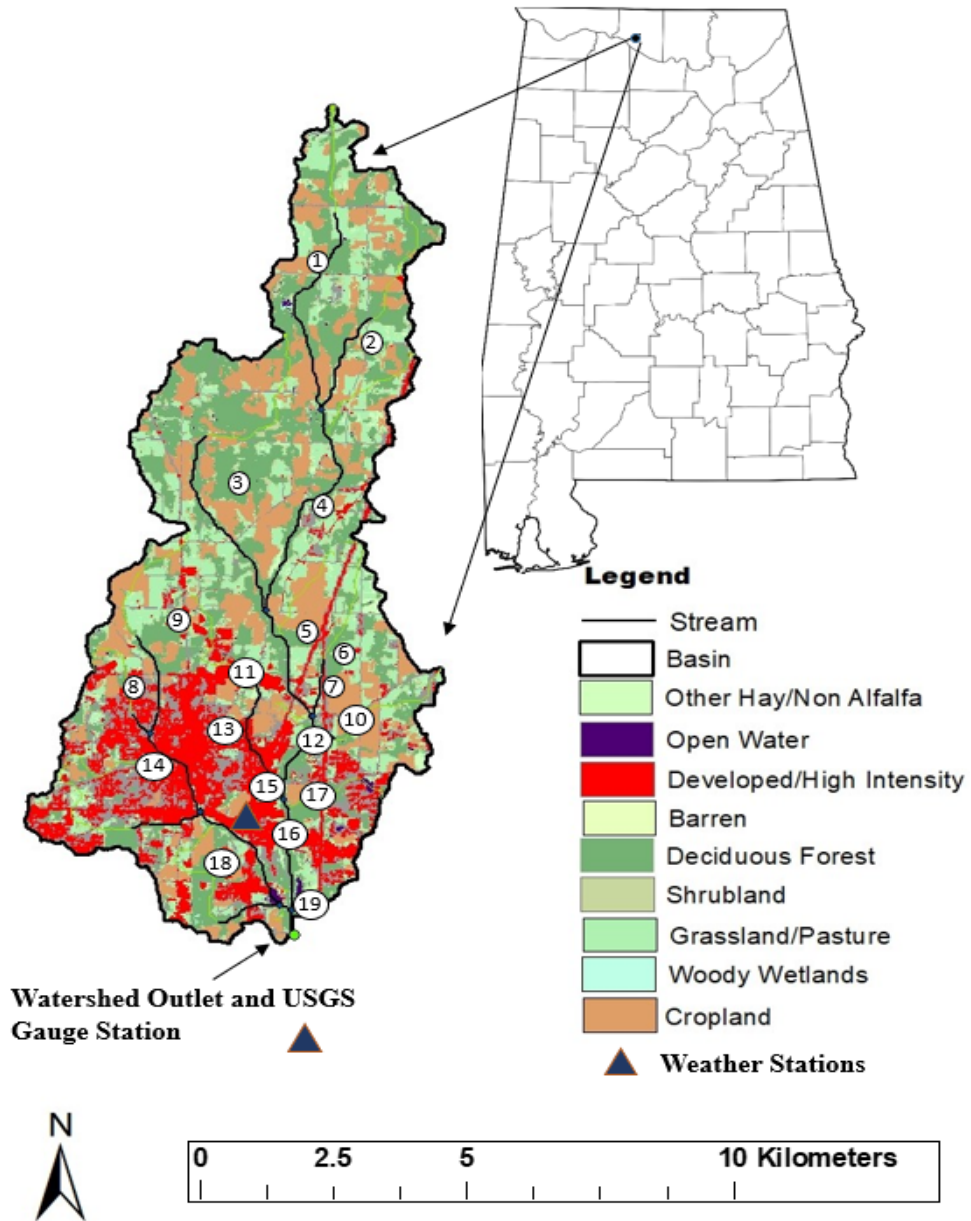 1
2
3
4
5
6
7
8
9
10
11
12
13
14
15
16
17
18
19
Watershed Outlet and USGS
Gauge Station
Legend
Stream
Basin
Other Hay/Non Alfalfa
Open Water
Developed/High Intensity
Barren
Deciduous Forest
Shrubland
Grassland/Pasture
Woody Wetlands
Cropland
Weather Stations
N
0 2.5 5 10 Kilometers